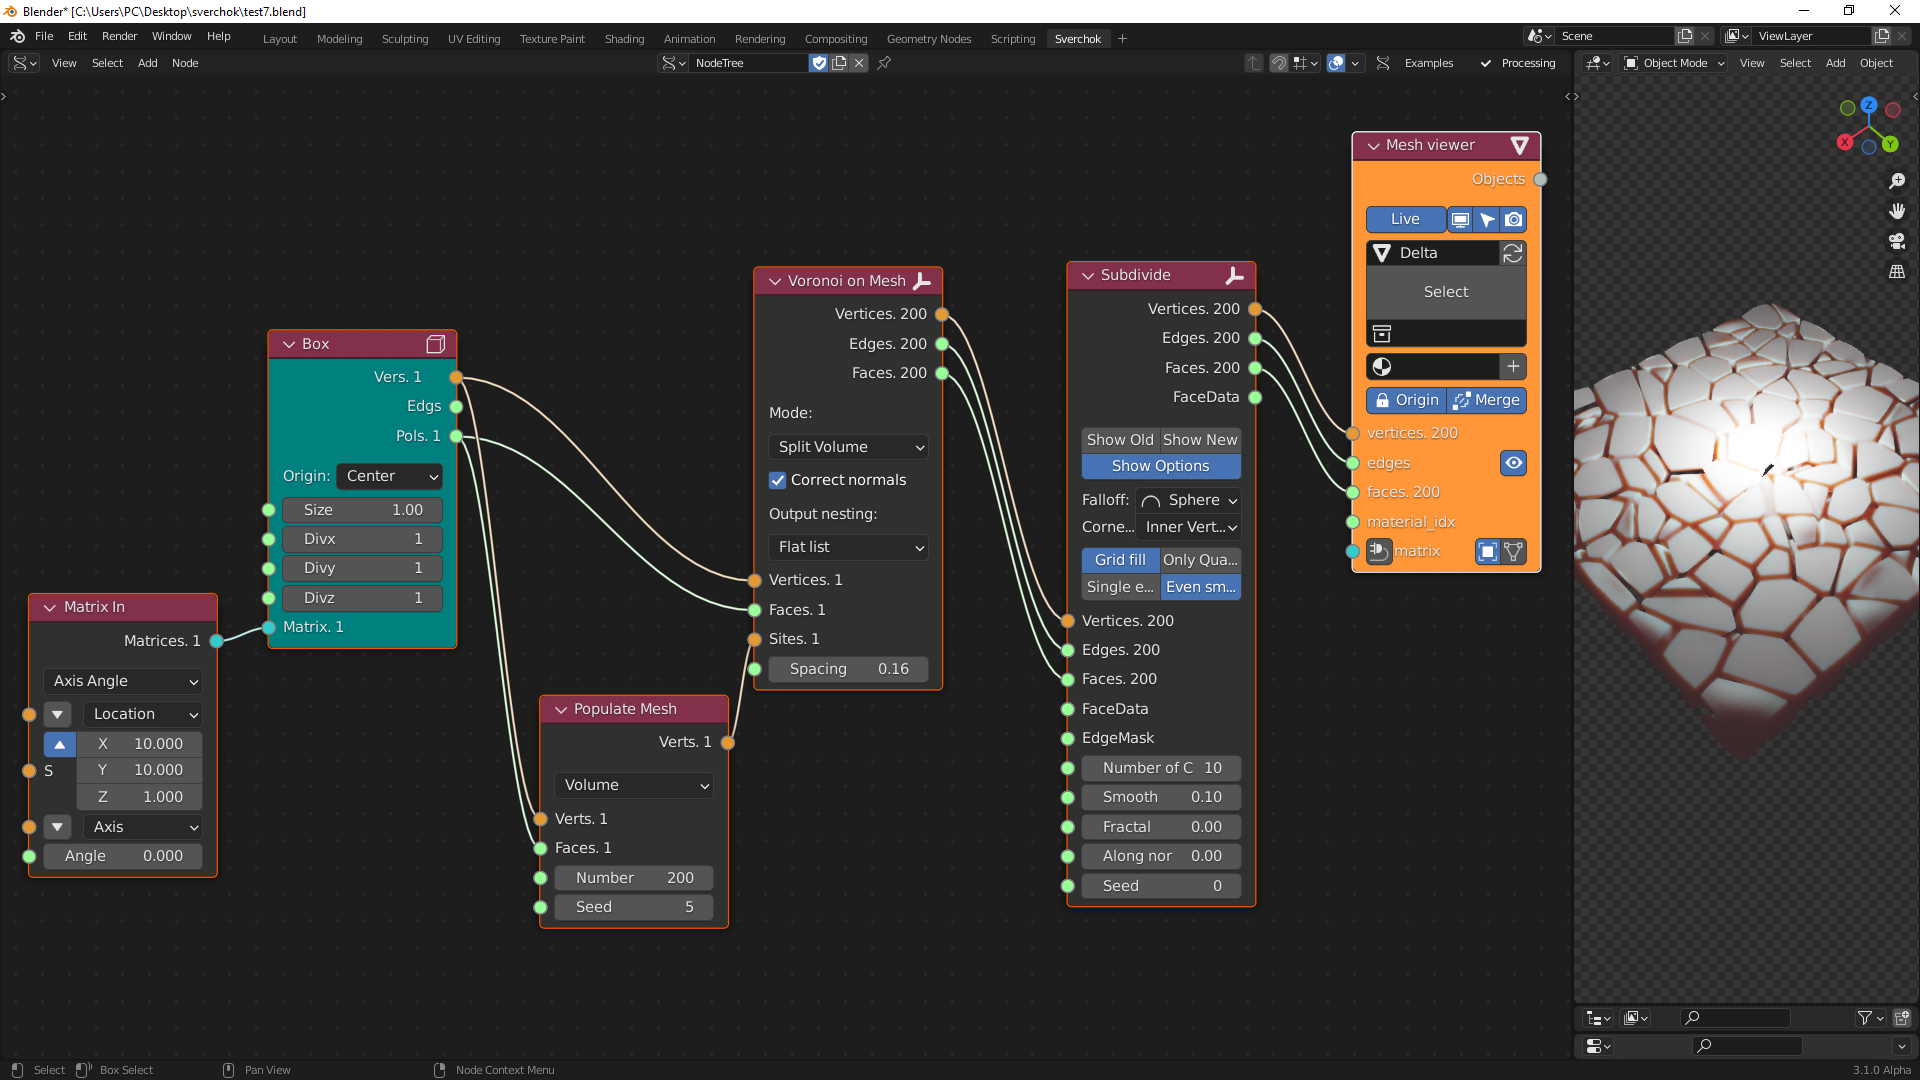 Blender* [C:\Users\PC\Desktop\sverchok\test7.blend]
File Edit Render Window Help
Layout Modeling Sculpting UV Editing Texture Paint Shading Animation Rendering Compositing Geometry Nodes Scripting Sverchok
Scene
ViewLayer
View Select Add Node
NodeTree
Examples
Processing
Object Mode
View Select Add Object
Z
X
Y
Mesh viewer
Objects
Live
Delta
Select
Origin Merge
vertices. 200
edges
faces. 200
material_idx
matrix
Subdivide
Vertices. 200
Edges. 200
Faces. 200
FaceData
Show Old Show New
Show Options
Falloff: Sphere
Corne... Inner Vert...
Grid fill Only Qua...
Single e... Even sm...
Vertices. 200
Edges. 200
Faces. 200
FaceData
EdgeMask
Number of C 10
Smooth 0.10
Fractal 0.00
Along nor 0.00
Seed 0
Voronoi on Mesh
Vertices. 200
Edges. 200
Faces. 200
Mode:
Split Volume
Correct normals
Output nesting:
Flat list
Vertices. 1
Faces. 1
Sites. 1
Spacing 0.16
Box
Vers. 1
Edgs
Pols. 1
Origin: Center
Size 1.00
Divx 1
Divy 1
Divz 1
Matrix. 1
Matrix In
Matrices. 1
Axis Angle
Location
X 10.000
S
Y 10.000
Z 1.000
Axis
Angle 0.000
Populate Mesh
Verts. 1
Volume
Verts. 1
Faces. 1
Number 200
Seed 5
Select Box Select Pan View Node Context Menu
3.1.0 Alpha